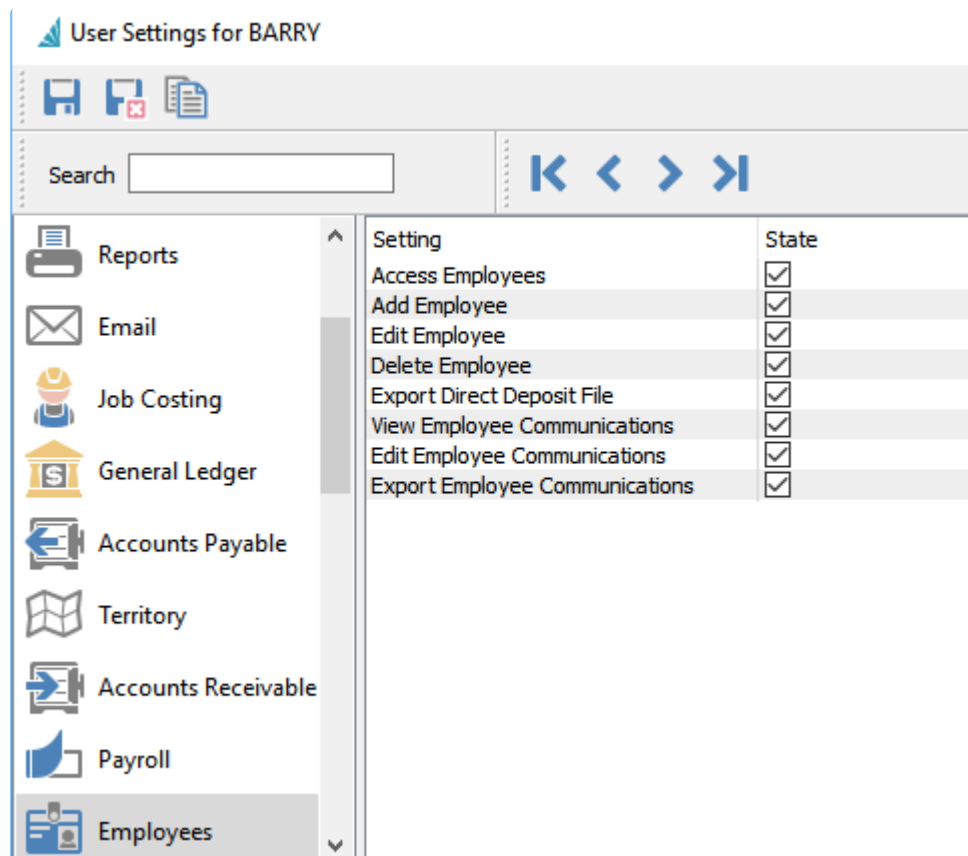 User Settings for BARRY
Search
Reports
Email
Job Costing
General Ledger
Accounts Payable
Territory
Accounts Receivable
Payroll
Employees
Setting State
Access Employees
Add Employee
Edit Employee
Delete Employee
Export Direct Deposit File
View Employee Communications
Edit Employee Communications
Export Employee Communications